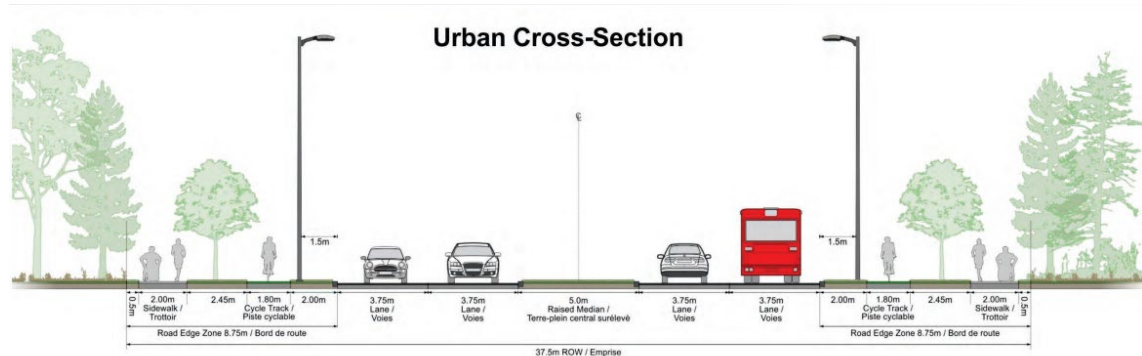 Urban Cross-Section
℄
1.5m
1.5m
0.5m
2.00m
Sidewalk /
Trottoir
2.45m
1.80m
Cycle Track /
Piste cyclable
2.00m
3.75m
Lane /
Voies
3.75m
Lane /
Voies
5.0m
Raised Median /
Terre-plein central surélevé
3.75m
Lane /
Voies
3.75m
Lane /
Voies
2.00m
1.80m
Cycle Track /
Piste cyclable
2.45m
2.00m
Sidewalk /
Trottoir
0.5m
Road Edge Zone 8.75m / Bord de route
Road Edge Zone 8.75m / Bord de route
37.5m ROW / Emprise